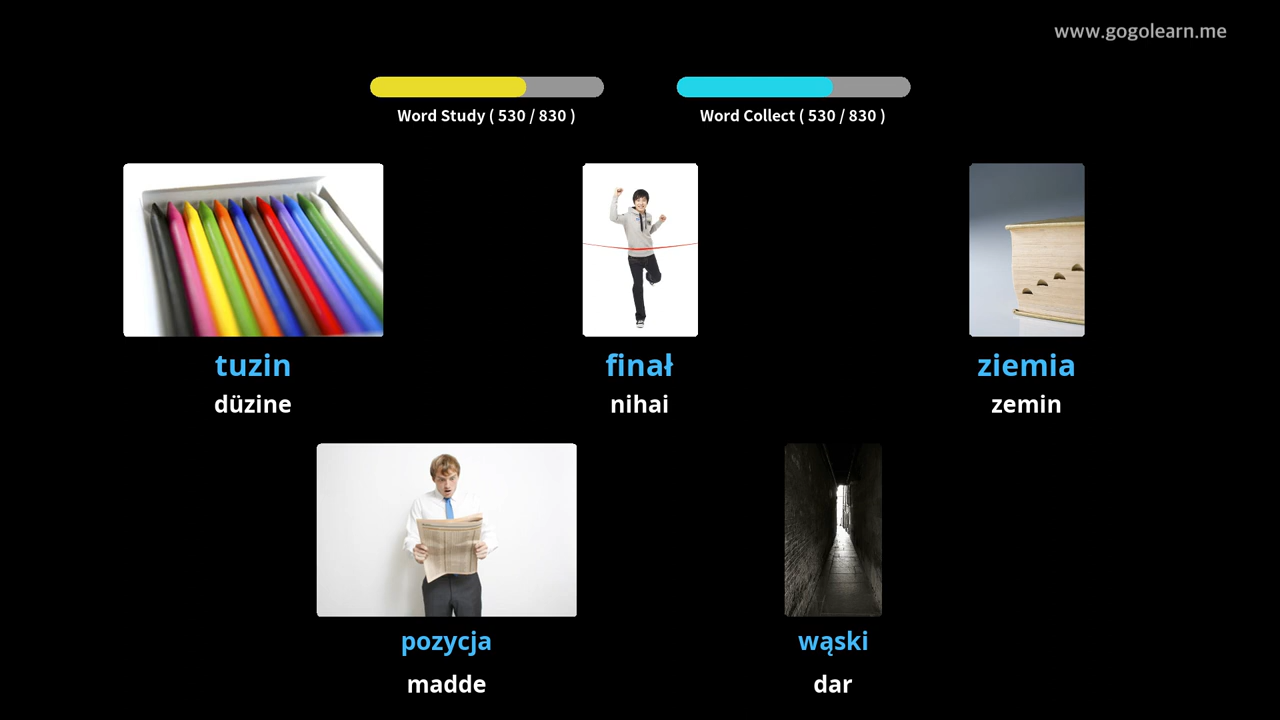 www.gogolearn.me
Word Study ( 530 / 830 )
Word Collect ( 530 / 830 )
tuzin
düzine
finał
nihai
ziemia
zemin
pozycja
madde
wąski
dar